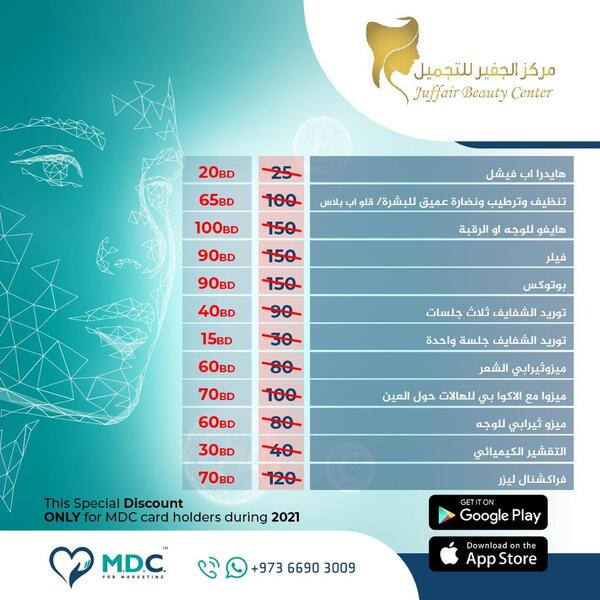 مركز الجفير للتجميل
Juffair Beauty Center
هايدرا اب فيشل 25 20BD
تنظيف وترطيب ونضارة عميق للبشرة/ قلو اب بلاس 100 65BD
هايفو للوجه او الرقبة 150 100BD
فيلر 150 90BD
بوتوكس 150 90BD
توريد الشفايف ثلاث جلسات 90 40BD
توريد الشفايف جلسة واحدة 30 15BD
ميزوثيرابي الشعر 80 60BD
ميزوا مع الاكوا بي للهالات حول العين 100 70BD
ميزو ثيرابي للوجه 80 60BD
التقشير الكيميائي 40 30BD
فراكشنال ليزر 120 70BD
This Special Discount
ONLY for MDC card holders during 2021
GET IT ON
Google Play
Download on the
App Store
M.D.C. TM
FOR MARKETING
+973 6690 3009